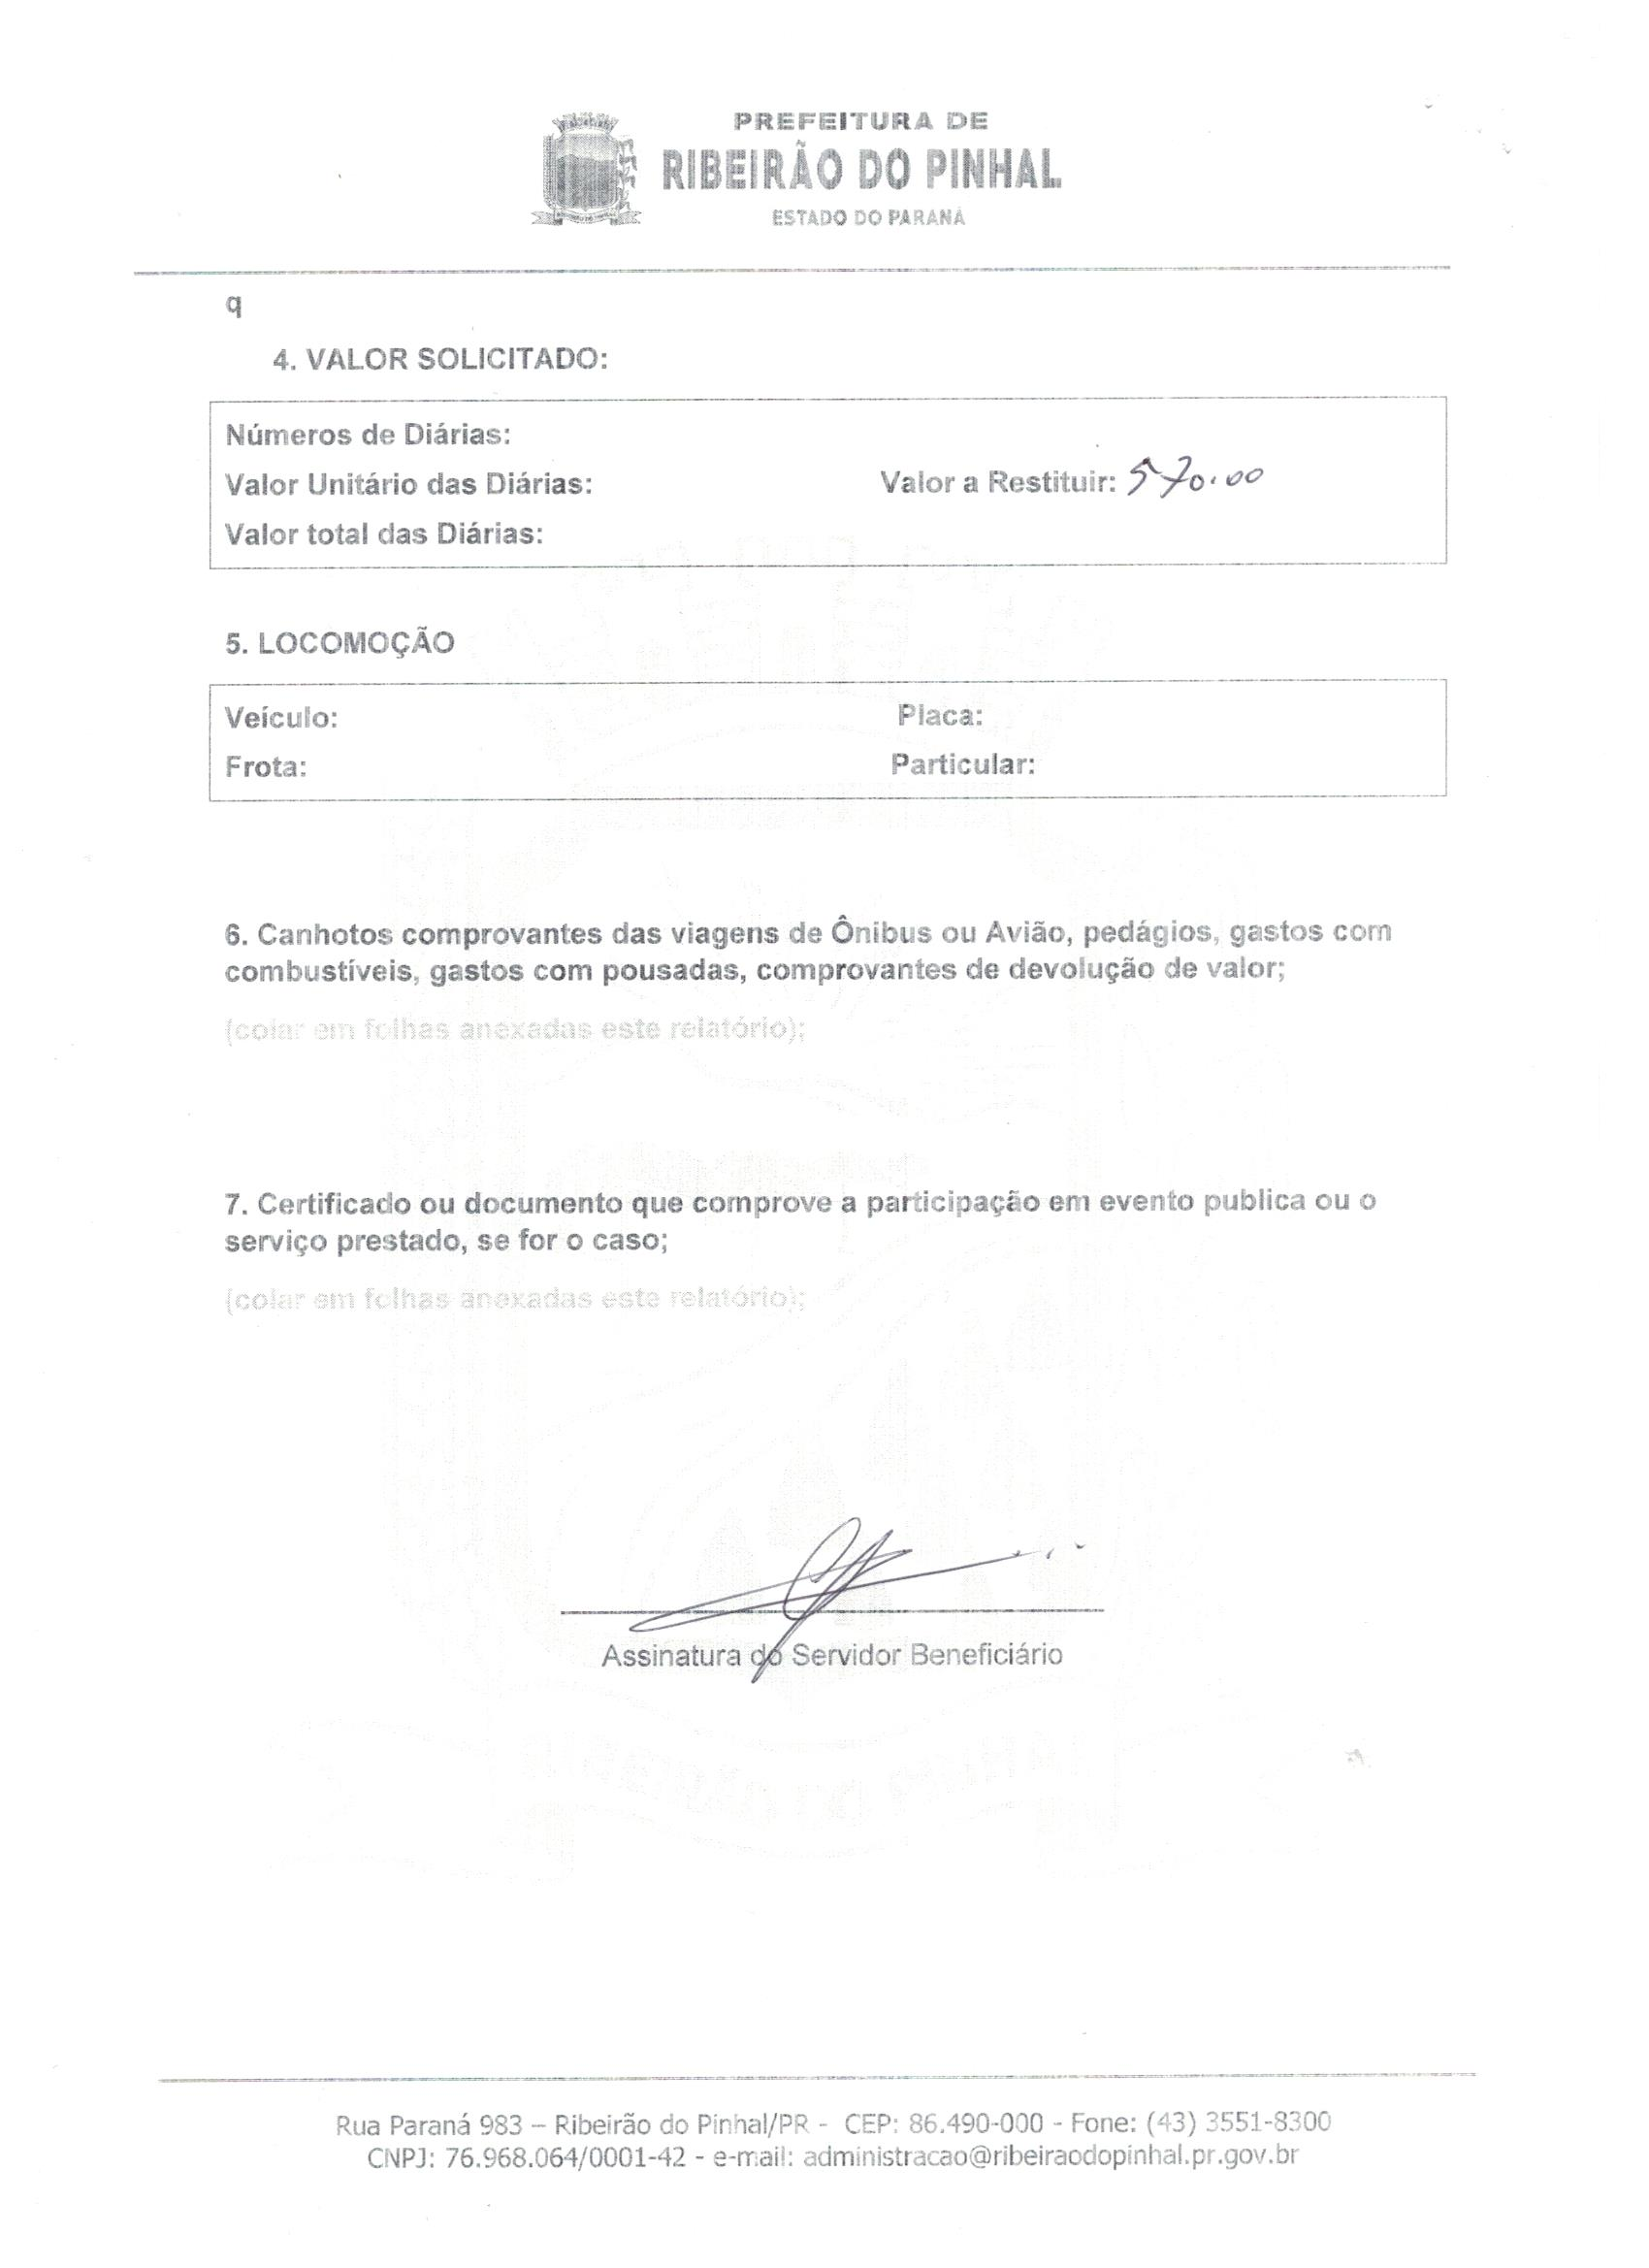 PREFEITURA DE
RIBEIRÃO DO PINHAL
ESTADO DO PARANÁ
q
4. VALOR SOLICITADO:
Números de Diárias:
Valor Unitário das Diárias: Valor a Restituir: 570.00
Valor total das Diárias:
5. LOCOMOÇÃO
Veículo: Placa:
Frota: Particular:
6. Canhotos comprovantes das viagens de Ônibus ou Avião, pedágios, gastos com
combustíveis, gastos com pousadas, comprovantes de devolução de valor;
(colar em folhas anexadas este relatório);
7. Certificado ou documento que comprove a participação em evento publica ou o
serviço prestado, se for o caso;
(colar em folhas anexadas este relatório);
Assinatura do Servidor Beneficiário
Rua Paraná 983 – Ribeirão do Pinhal/PR - CEP: 86.490-000 - Fone: (43) 3551-8300
CNPJ: 76.968.064/0001-42 - e-mail: administracao@ribeiraodopinhal.pr.gov.br